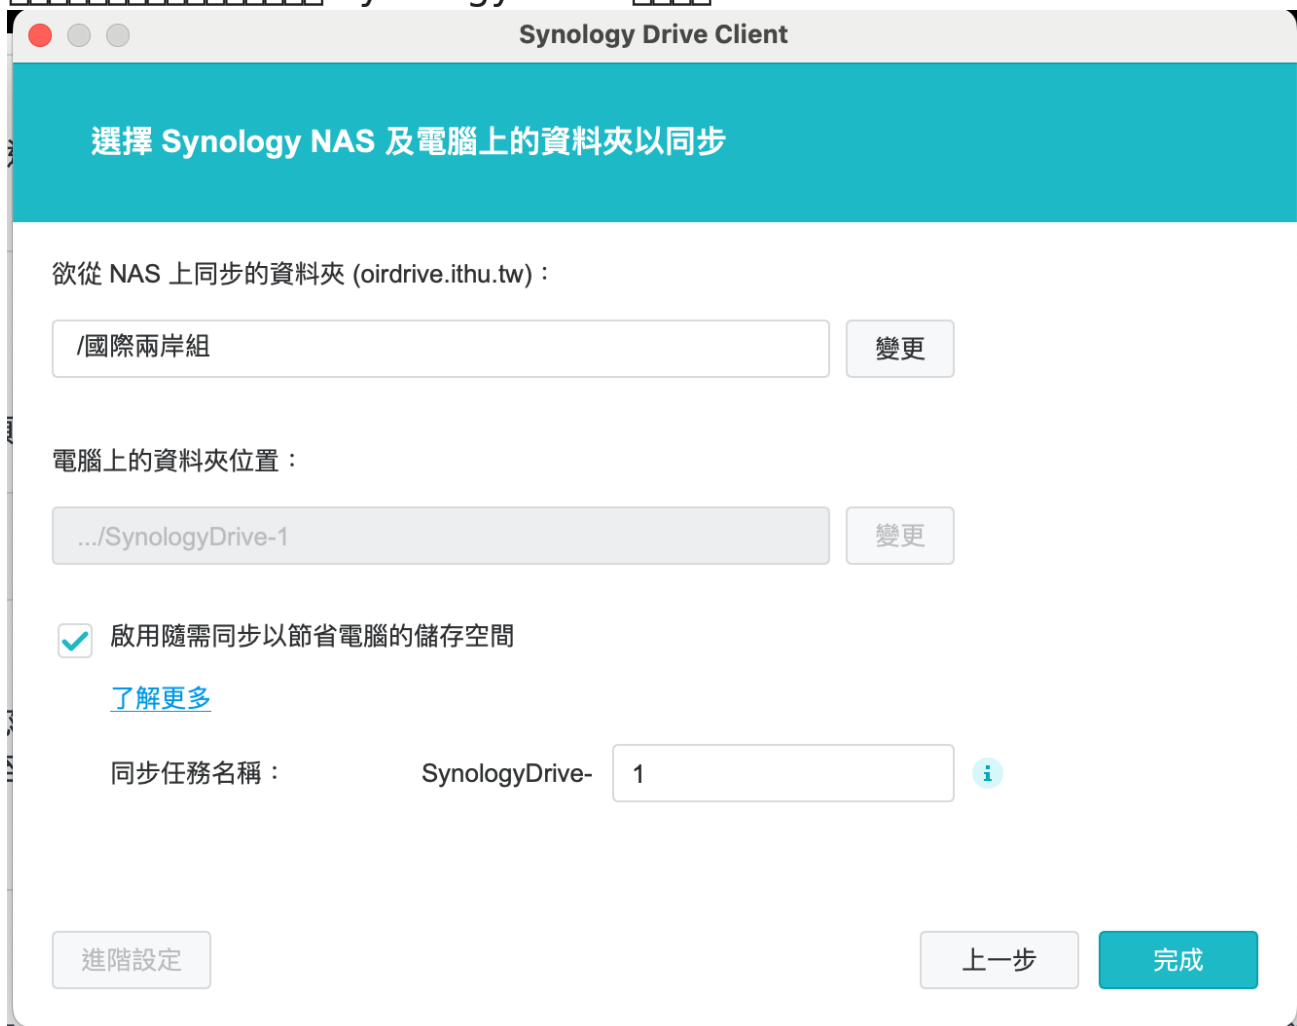 Synology Drive Client
選擇 Synology NAS 及電腦上的資料夾以同步
欲從 NAS 上同步的資料夾 (oirdrive.ithu.tw)：
/國際兩岸組
變更
電腦上的資料夾位置：
.../SynologyDrive-1
變更
啟用隨需同步以節省電腦的儲存空間
了解更多
同步任務名稱： SynologyDrive- 1
進階設定
上一步
完成